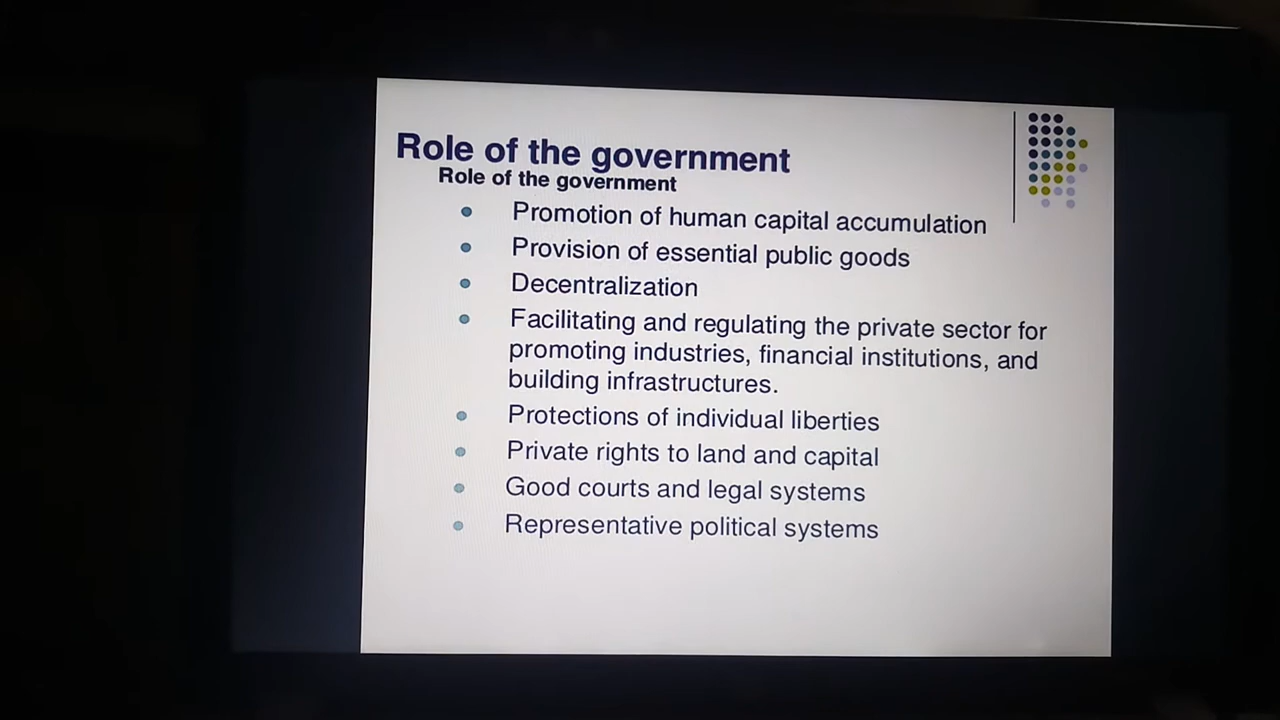 Role of the government
Role of the government
Promotion of human capital accumulation
Provision of essential public goods
Decentralization
Facilitating and regulating the private sector for
promoting industries, financial institutions, and
building infrastructures.
Protections of individual liberties
Private rights to land and capital
Good courts and legal systems
Representative political systems